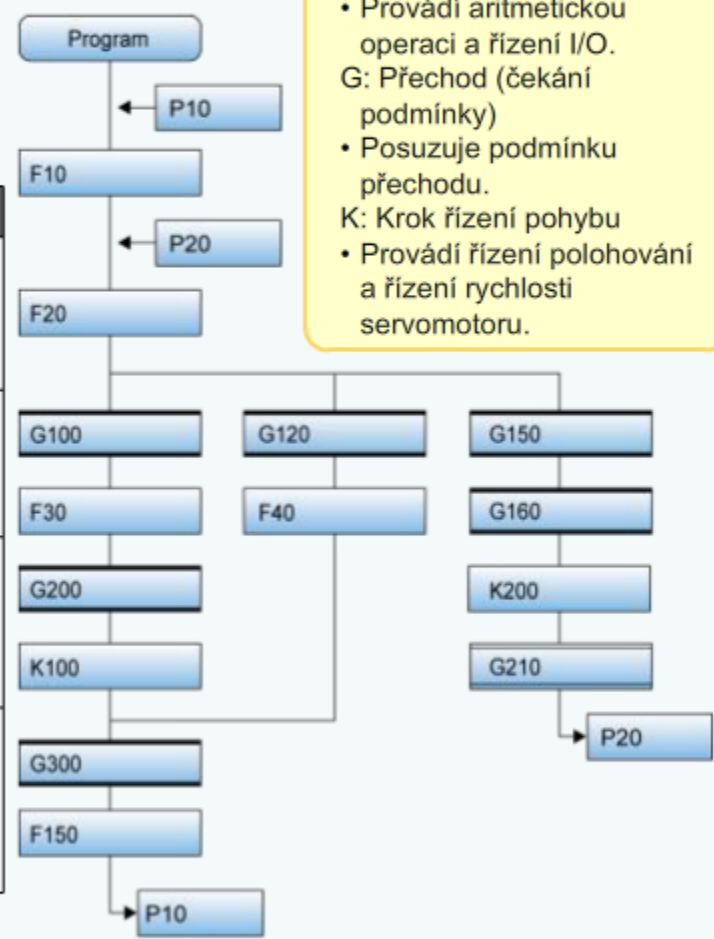 • Provádí aritmetickou
operaci a řízení I/O.
G: Přechod (čekání
podmínky)
• Posuzuje podmínku
přechodu.
K: Krok řízení pohybu
• Provádí řízení polohování
a řízení rychlosti
servomotoru.
Program
P10
F10
P20
F20
G100
G120
G150
F30
F40
G160
G200
K200
K100
G210
G300
P20
F150
P10